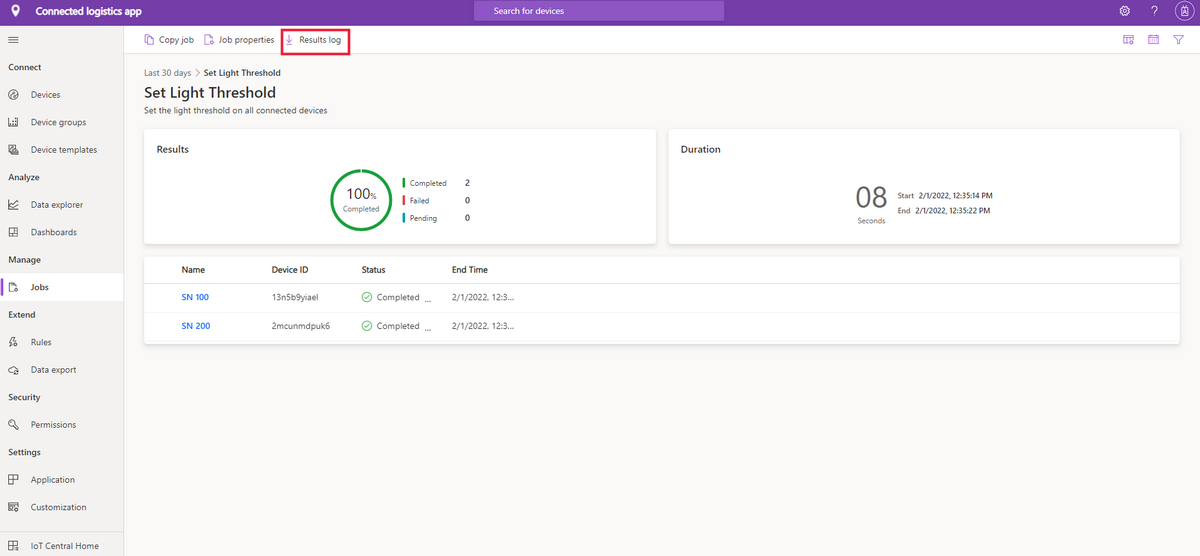 Connected logistics app
Search for devices
?
Copy job
Job properties
Results log
Connect
Devices
Device groups
Device templates
Analyze
Data explorer
Dashboards
Manage
Jobs
Extend
Rules
Data export
Security
Permissions
Settings
Application
Customization
IoT Central Home
Last 30 days > Set Light Threshold
Set Light Threshold
Set the light threshold on all connected devices
Results
100%
Completed
Completed 2
Failed 0
Pending 0
Duration
08
Seconds
Start 2/1/2022, 12:35:14 PM
End 2/1/2022, 12:35:22 PM
Name Device ID Status End Time
SN 100 13n5b9yiael Completed ... 2/1/2022, 12:3...
SN 200 2mcunmdpuk6 Completed ... 2/1/2022, 12:3...